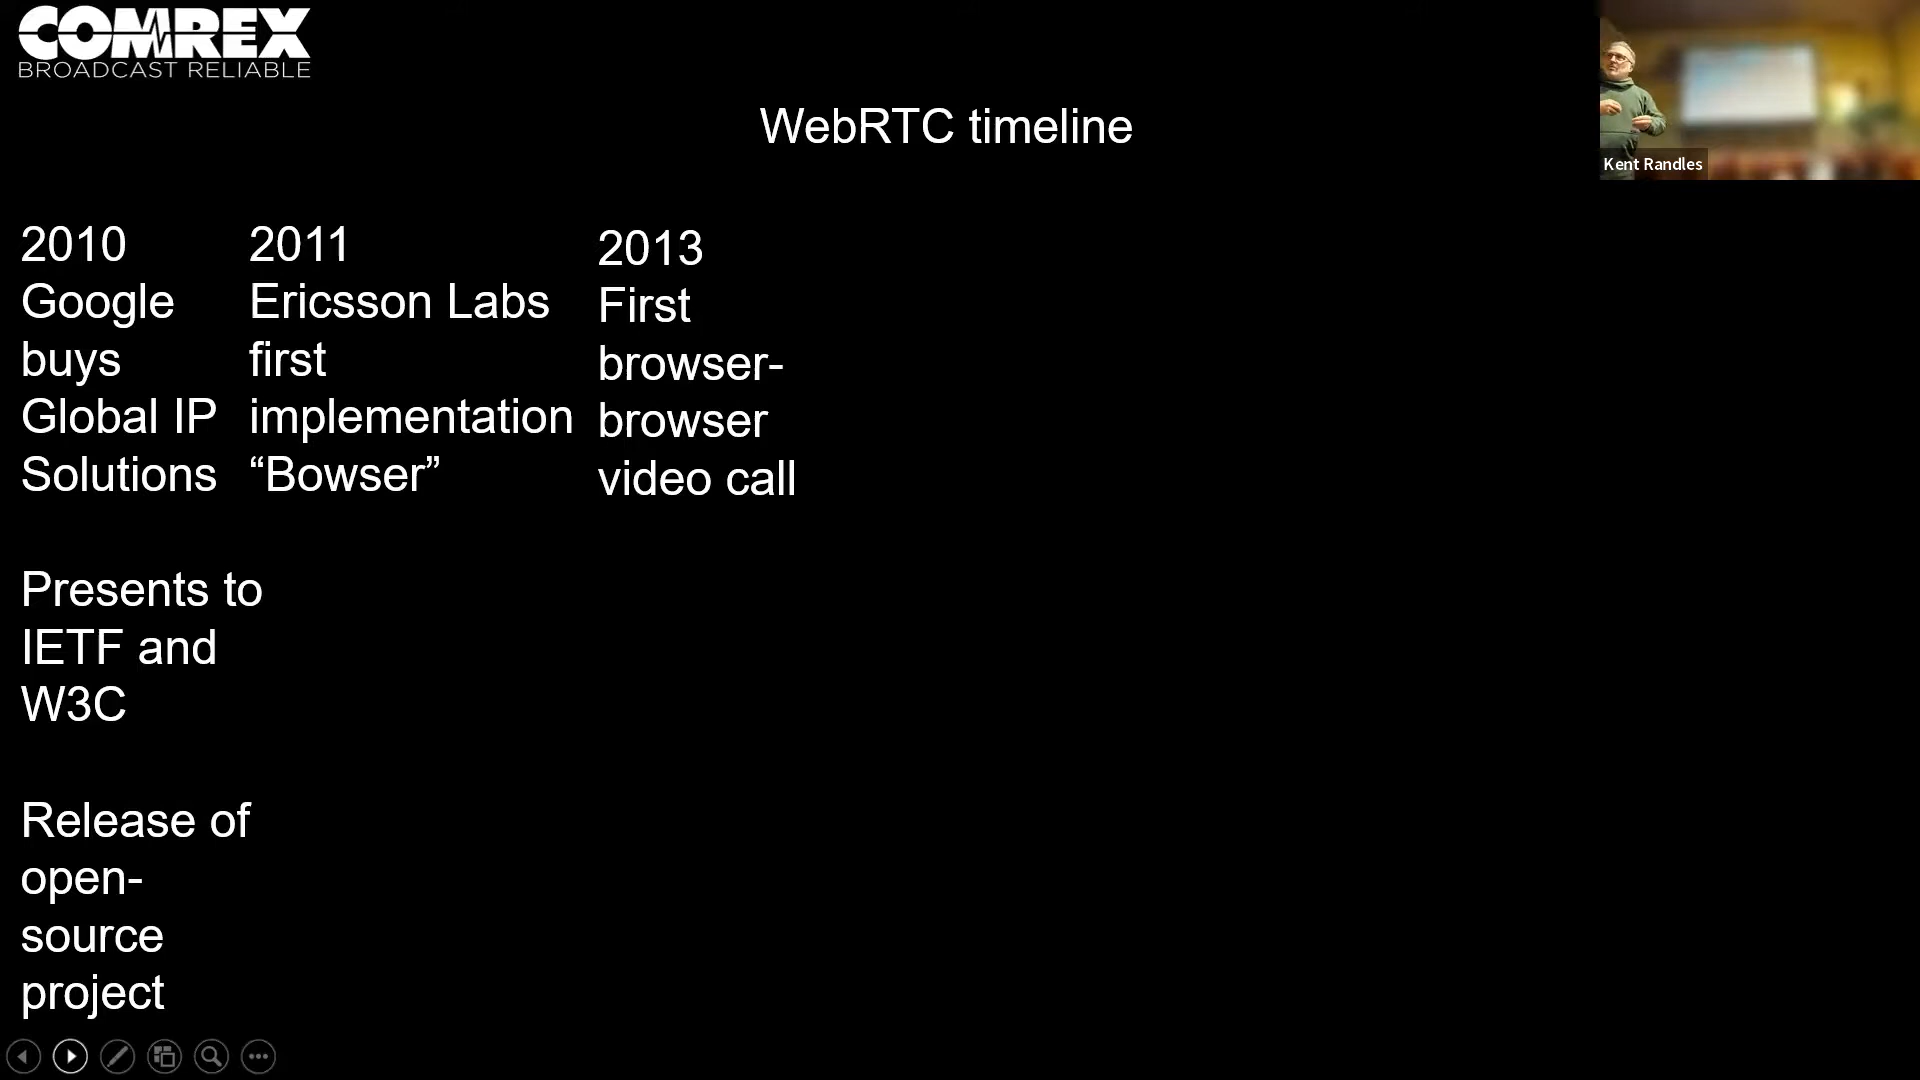 COMREX
BROADCAST RELIABLE
WebRTC timeline
Kent Randles
2010
Google
buys
Global IP
Solutions
Presents to
IETF and
W3C
Release of
open-
source
project
2011
Ericsson Labs
first
implementation
“Bowser”
2013
First
browser-
browser
video call